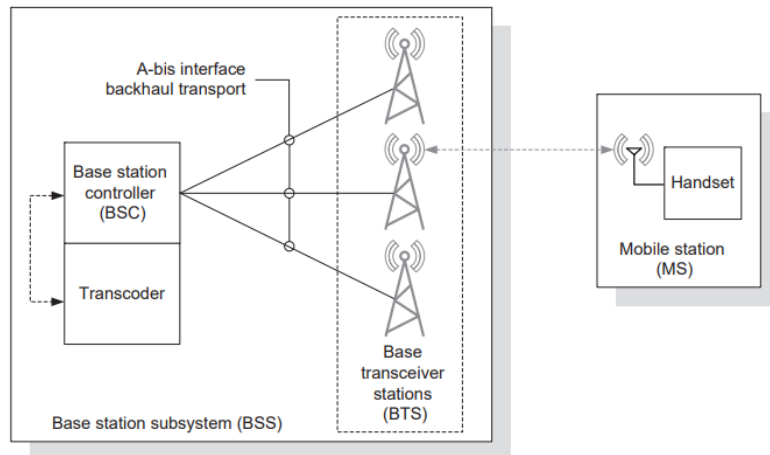 A-bis interface
backhaul transport
Base station
controller
(BSC)
Transcoder
Base
transceiver
stations
(BTS)
Base station subsystem (BSS)
Handset
Mobile station
(MS)